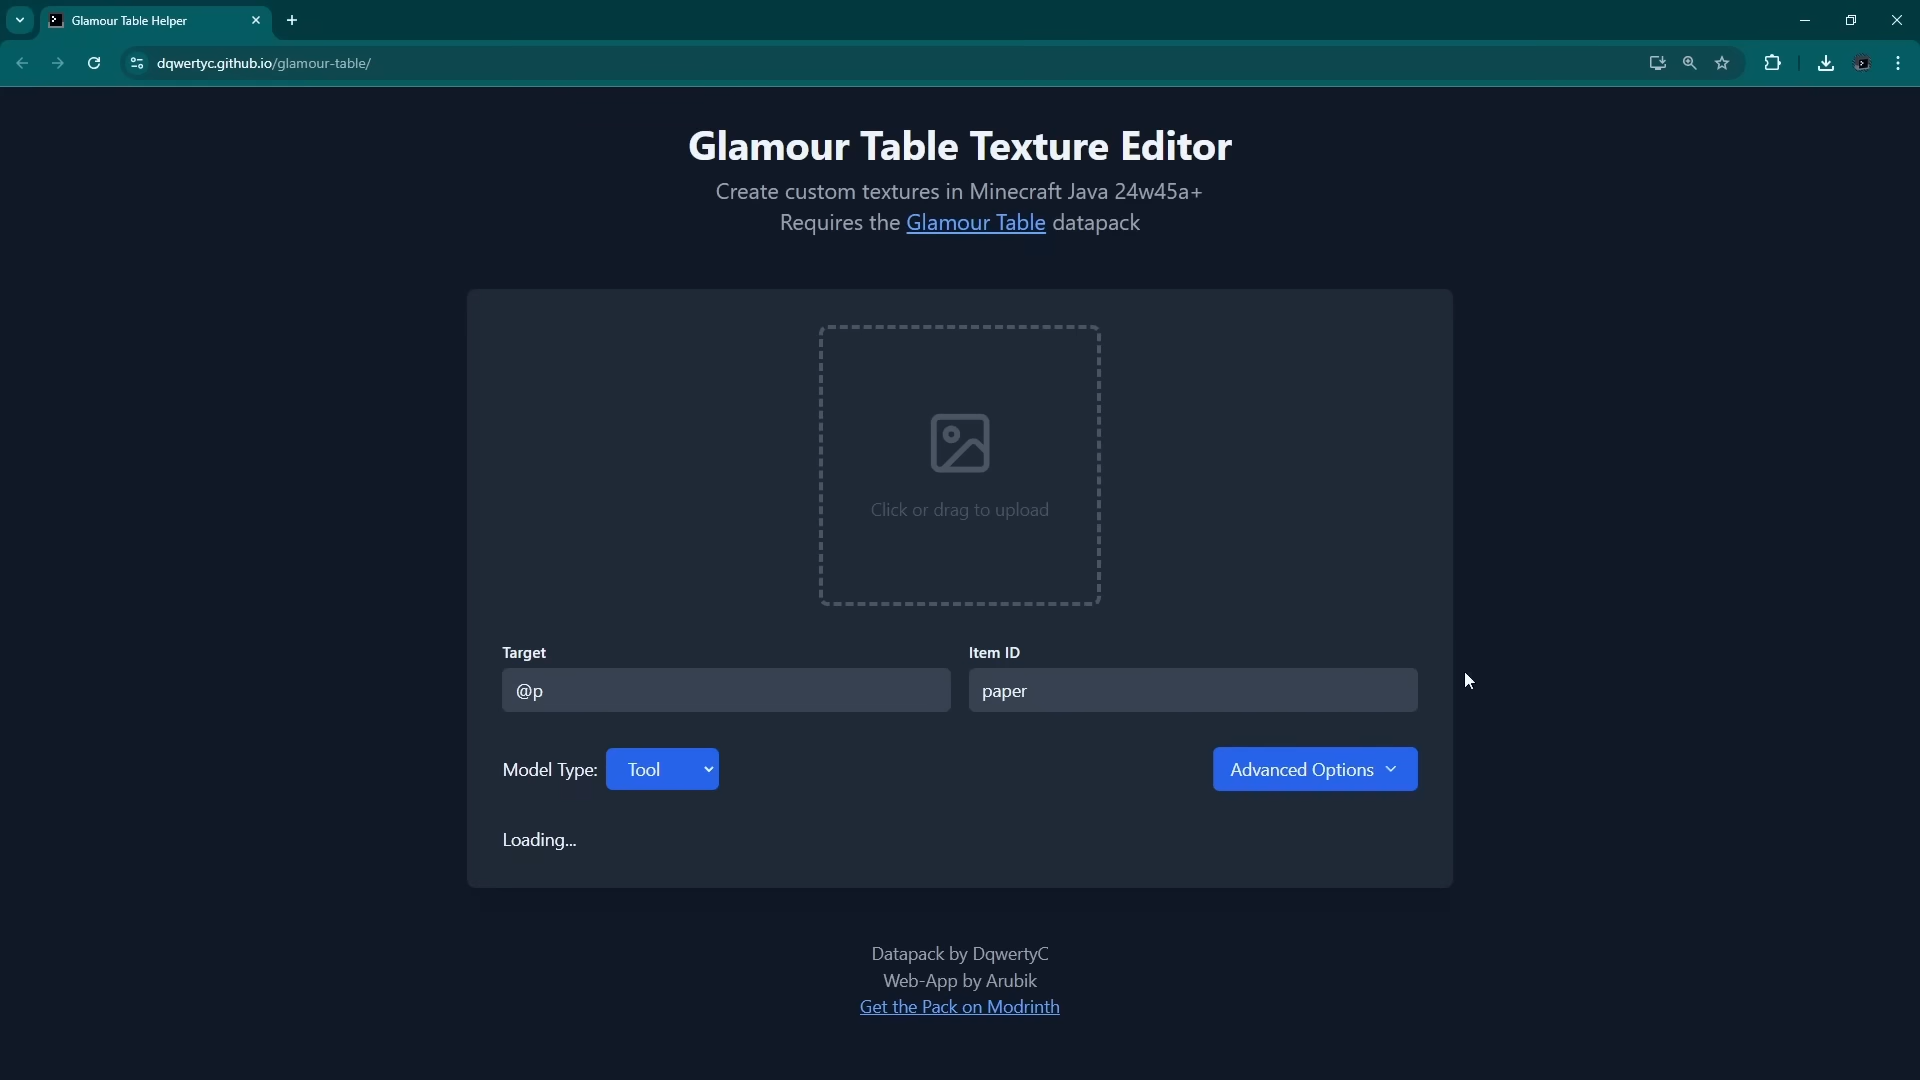 Glamour Table Helper
dqwertyc.github.io/glamour-table/
Glamour Table Texture Editor
Create custom textures in Minecraft Java 24w45a+
Requires the Glamour Table datapack
Click or drag to upload
Target
Item ID
@p
paper
Model Type:
Tool
Advanced Options
Loading...
Datapack by DqwertyC
Web-App by Arubik
Get the Pack on Modrinth